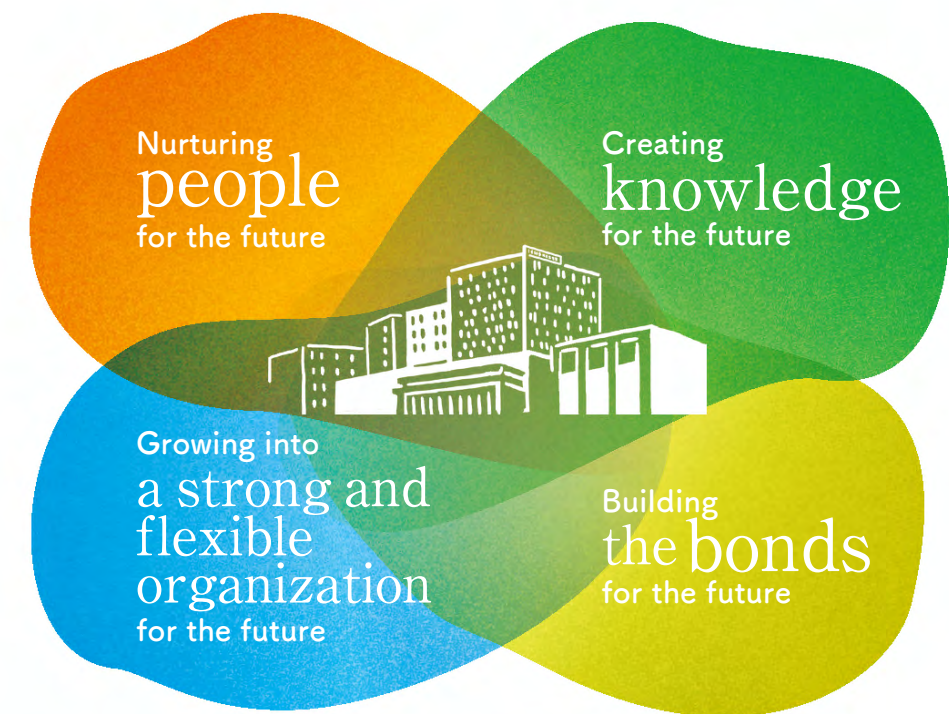 Nurturing
people
for the future
Creating
knowledge
for the future
Growing into
a strong and
flexible
organization
for the future
Building
the bonds
for the future